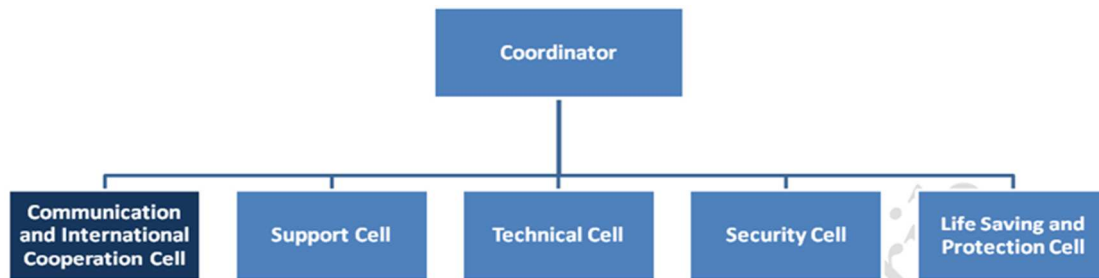 Coordinator
Communication
and International
Cooperation Cell
Support Cell
Technical Cell
Security Cell
Life Saving and
Protection Cell